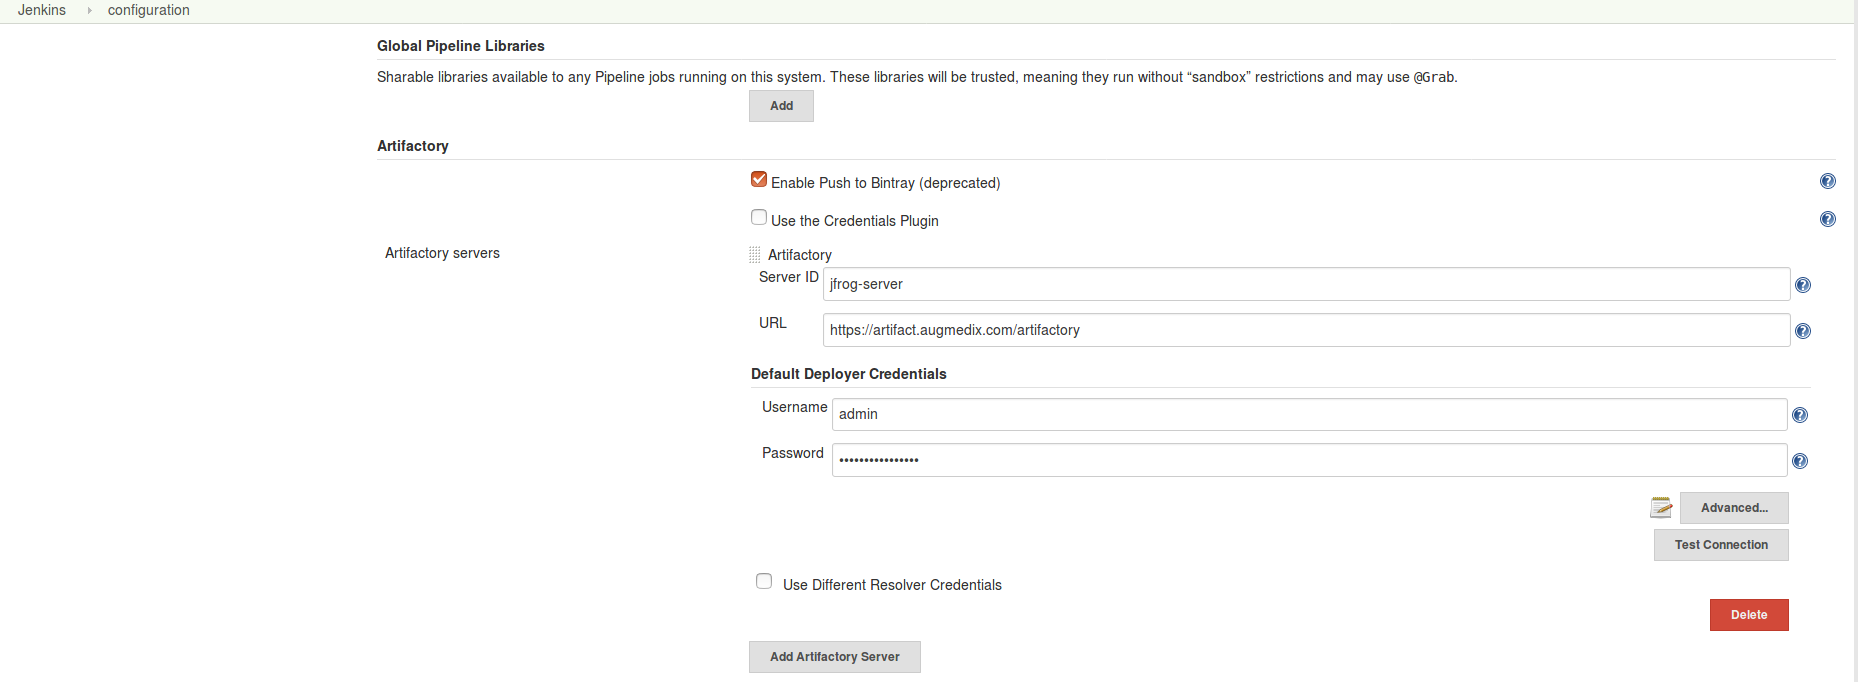 Jenkins configuration
Global Pipeline Libraries
Sharable libraries available to any Pipeline jobs running on this system. These libraries will be trusted, meaning they run without “sandbox” restrictions and may use @Grab.
Add
Artifactory
Enable Push to Bintray (deprecated)
Use the Credentials Plugin
Artifactory servers
Artifactory
Server ID jfrog-server
URL https://artifact.augmedix.com/artifactory
Default Deployer Credentials
Username admin
Password ••••••••••••••••
Advanced...
Test Connection
Use Different Resolver Credentials
Delete
Add Artifactory Server